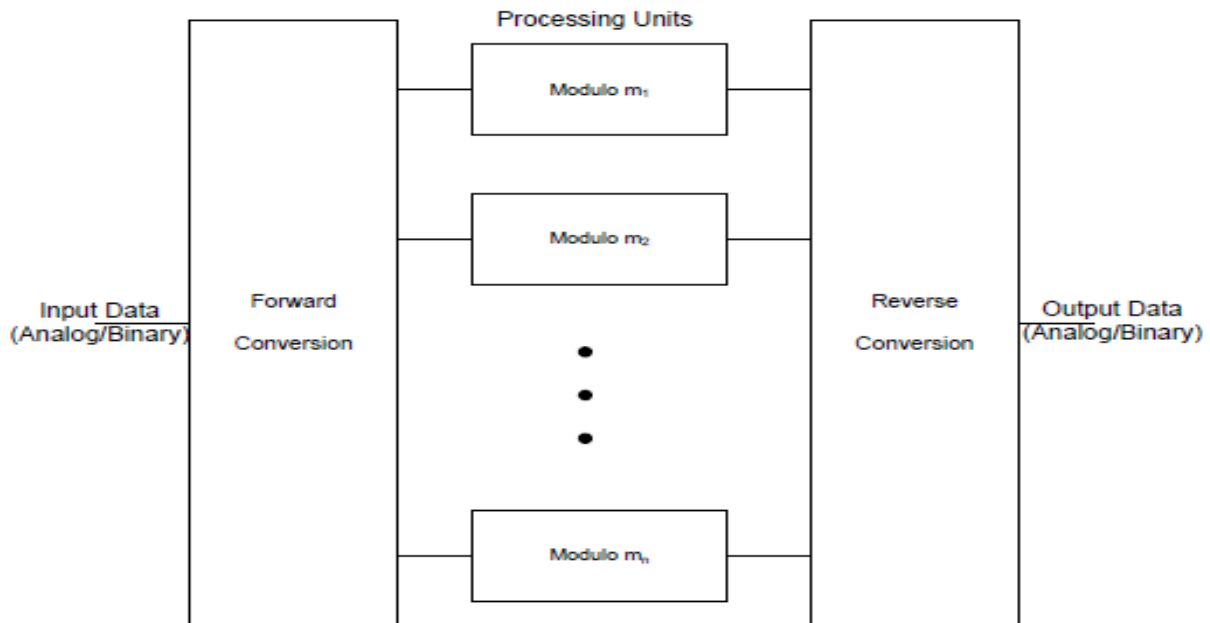 Processing Units
Modulo m₁
Modulo m₂
Input Data
(Analog/Binary)
Forward
Conversion
Reverse
Conversion
Output Data
(Analog/Binary)
Modulo mₙ